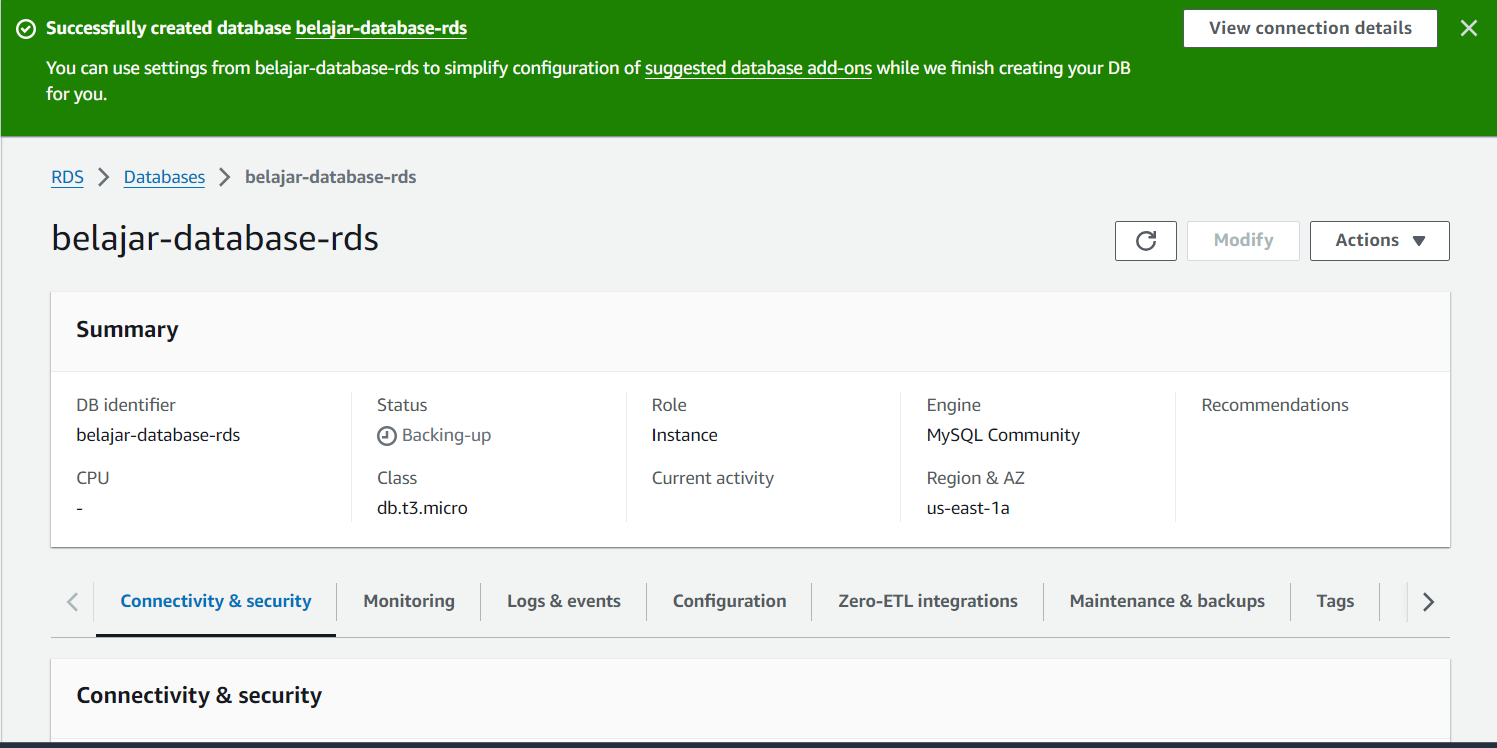 Successfully created database belajar-database-rds
View connection details
You can use settings from belajar-database-rds to simplify configuration of suggested database add-ons while we finish creating your DB
for you.
RDS > Databases > belajar-database-rds
belajar-database-rds
Modify
Actions
Summary
DB identifier
belajar-database-rds
CPU
-
Status
Backing-up
Class
db.t3.micro
Role
Instance
Current activity
Engine
MySQL Community
Region & AZ
us-east-1a
Recommendations
Connectivity & security
Monitoring
Logs & events
Configuration
Zero-ETL integrations
Maintenance & backups
Tags
Connectivity & security